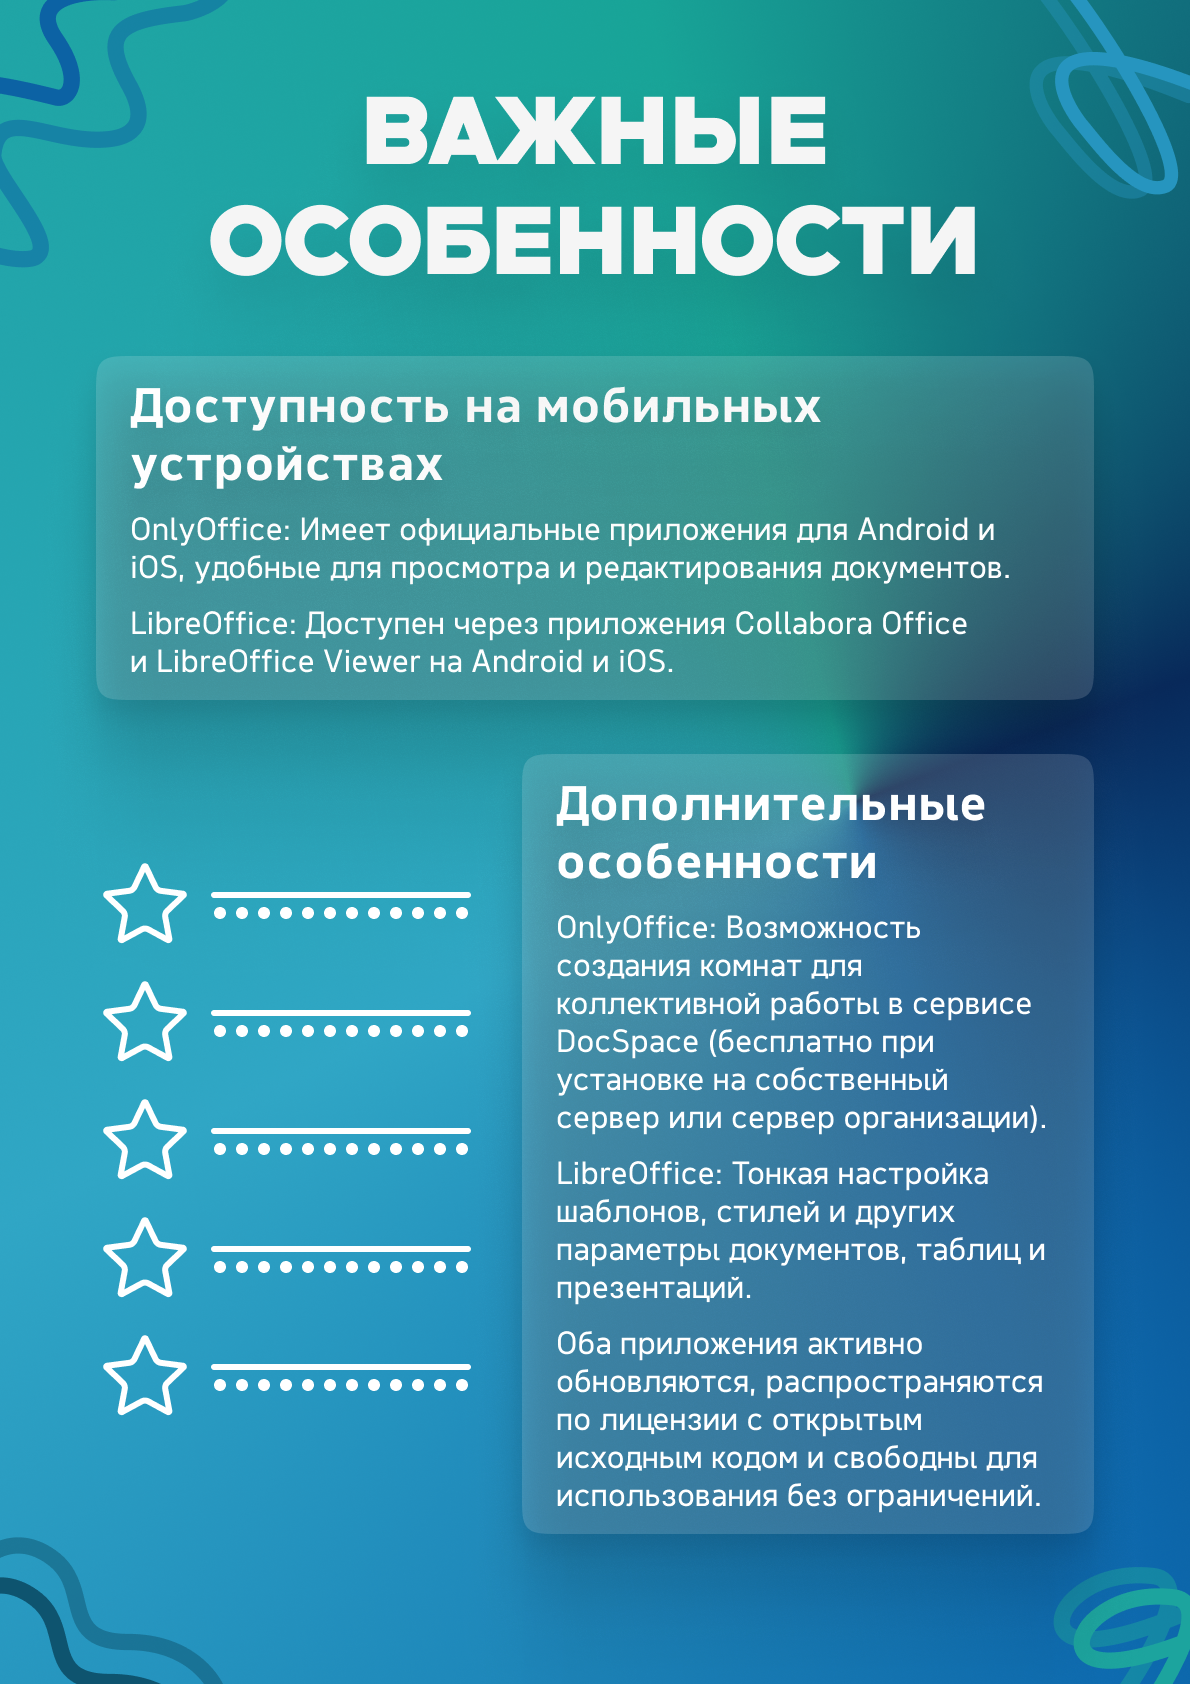 ВАЖНЫЕ
ОСОБЕННОСТИ
Доступность на мобильных
устройствах
OnlyOffice: Имеет официальные приложения для Android и
iOS, удобные для просмотра и редактирования документов.
LibreOffice: Доступен через приложения Collabora Office
и LibreOffice Viewer на Android и iOS.
Дополнительные
особенности
OnlyOffice: Возможность
создания комнат для
коллективной работы в сервисе
DocSpace (бесплатно при
установке на собственный
сервер или сервер организации).
LibreOffice: Тонкая настройка
шаблонов, стилей и других
параметры документов, таблиц и
презентаций.
Оба приложения активно
обновляются, распространяются
по лицензии с открытым
исходным кодом и свободны для
использования без ограничений.